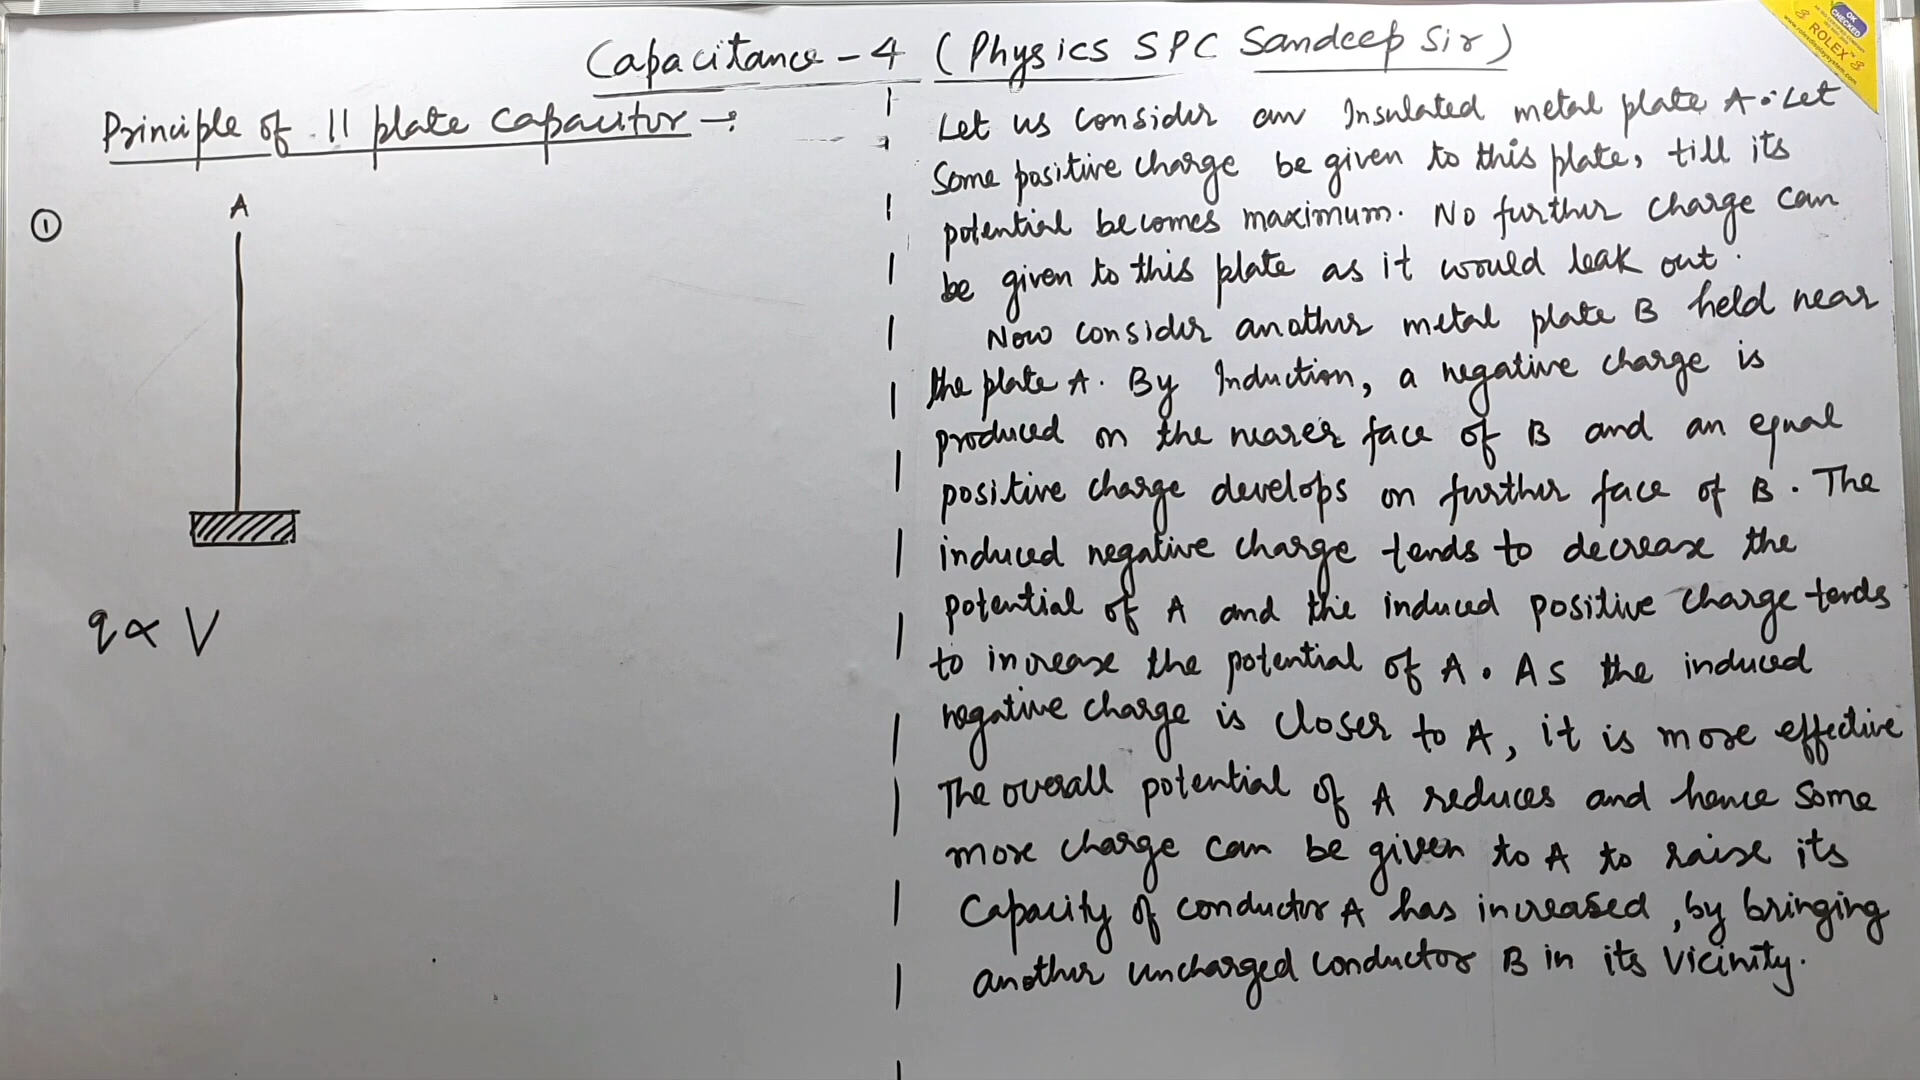 Capacitance - 4 (Physics SPC Sandeep Sir)
Principle of || plate capacitor →
①
A
q ∝ V
Let us consider an Insulated metal plate A. Let
Some positive charge be given to this plate, till its
potential becomes maximum. No further charge can
be given to this plate as it would leak out.
Now consider another metal plate B held near
the plate A. By Induction, a negative charge is
produced on the nearer face of B and an equal
positive charge develops on further face of B. The
induced negative charge tends to decrease the
potential of A and the induced positive charge tends
to increase the potential of A. As the induced
negative charge is closer to A, it is more effective
The overall potential of A reduces and hence some
more charge can be given to A to raise its
Capacity of conductor A has increased, by bringing
another uncharged conductor B in its vicinity.
OK
CHECKED
ROLEX
www.rolexdisplaysystem.com